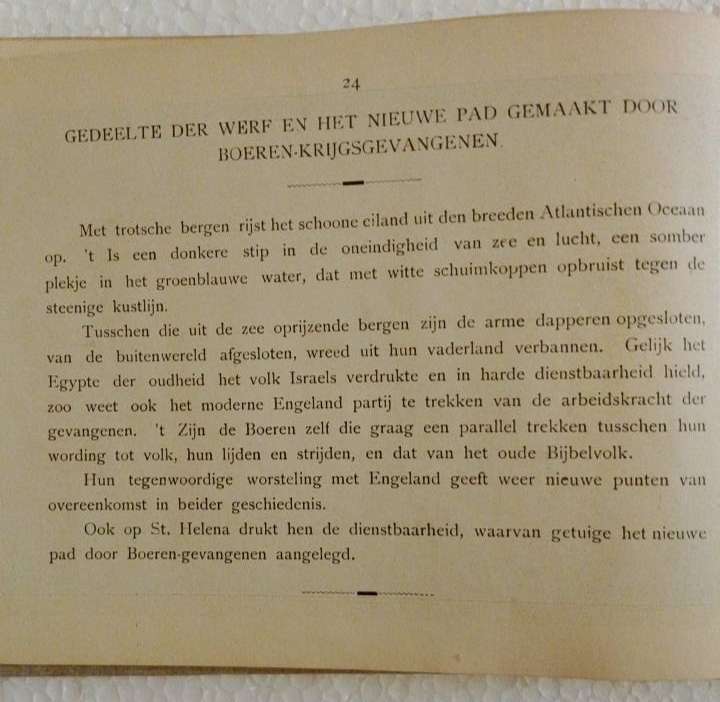 24
GEDEELTE DER WERF EN HET NIEUWE PAD GEMAAKT DOOR
BOEREN-KRIJGSGEVANGENEN.
Met trotsche bergen rijst het schoone eiland uit den breeden Atlantischen Oceaan
op. 't Is een donkere stip in de oneindigheid van zee en lucht, een somber
plekje in het groenblauwe water, dat met witte schuimkoppen opbruist tegen de
steenige kustlijn.
Tusschen die uit de zee oprijzende bergen zijn de arme dapperen opgesloten,
van de buitenwereld afgesloten, wreed uit hun vaderland verbannen. Gelijk het
Egypte der oudheid het volk Israels verdrukte en in harde dienstbaarheid hield,
zoo weet ook het moderne Engeland partij te trekken van de arbeidskracht der
gevangenen. 't Zijn de Boeren zelf die graag een parallel trekken tusschen hun
wording tot volk, hun lijden en strijden, en dat van het oude Bijbelvolk.
Hun tegenwoordige worsteling met Engeland geeft weer nieuwe punten van
overeenkomst in beider geschiedenis.
Ook op St. Helena drukt hen de dienstbaarheid, waarvan getuige het nieuwe
pad door Boeren-gevangenen aangelegd.